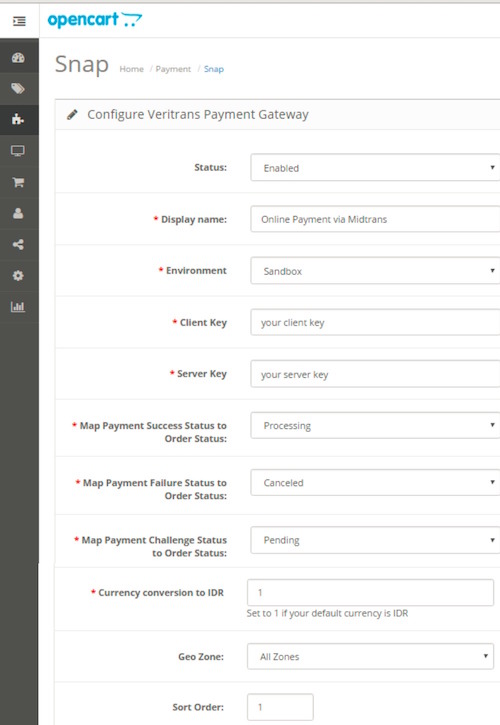 opencart
Snap Home / Payment / Snap
Configure Veritrans Payment Gateway
Status: Enabled
* Display name: Online Payment via Midtrans
* Environment Sandbox
* Client Key your client key
* Server Key your server key
* Map Payment Success Status to
Order Status:
Processing
* Map Payment Failure Status to
Order Status:
Canceled
* Map Payment Challenge Status
to Order Status:
Pending
* Currency conversion to IDR 1
Set to 1 if your default currency is IDR
Geo Zone: All Zones
Sort Order: 1